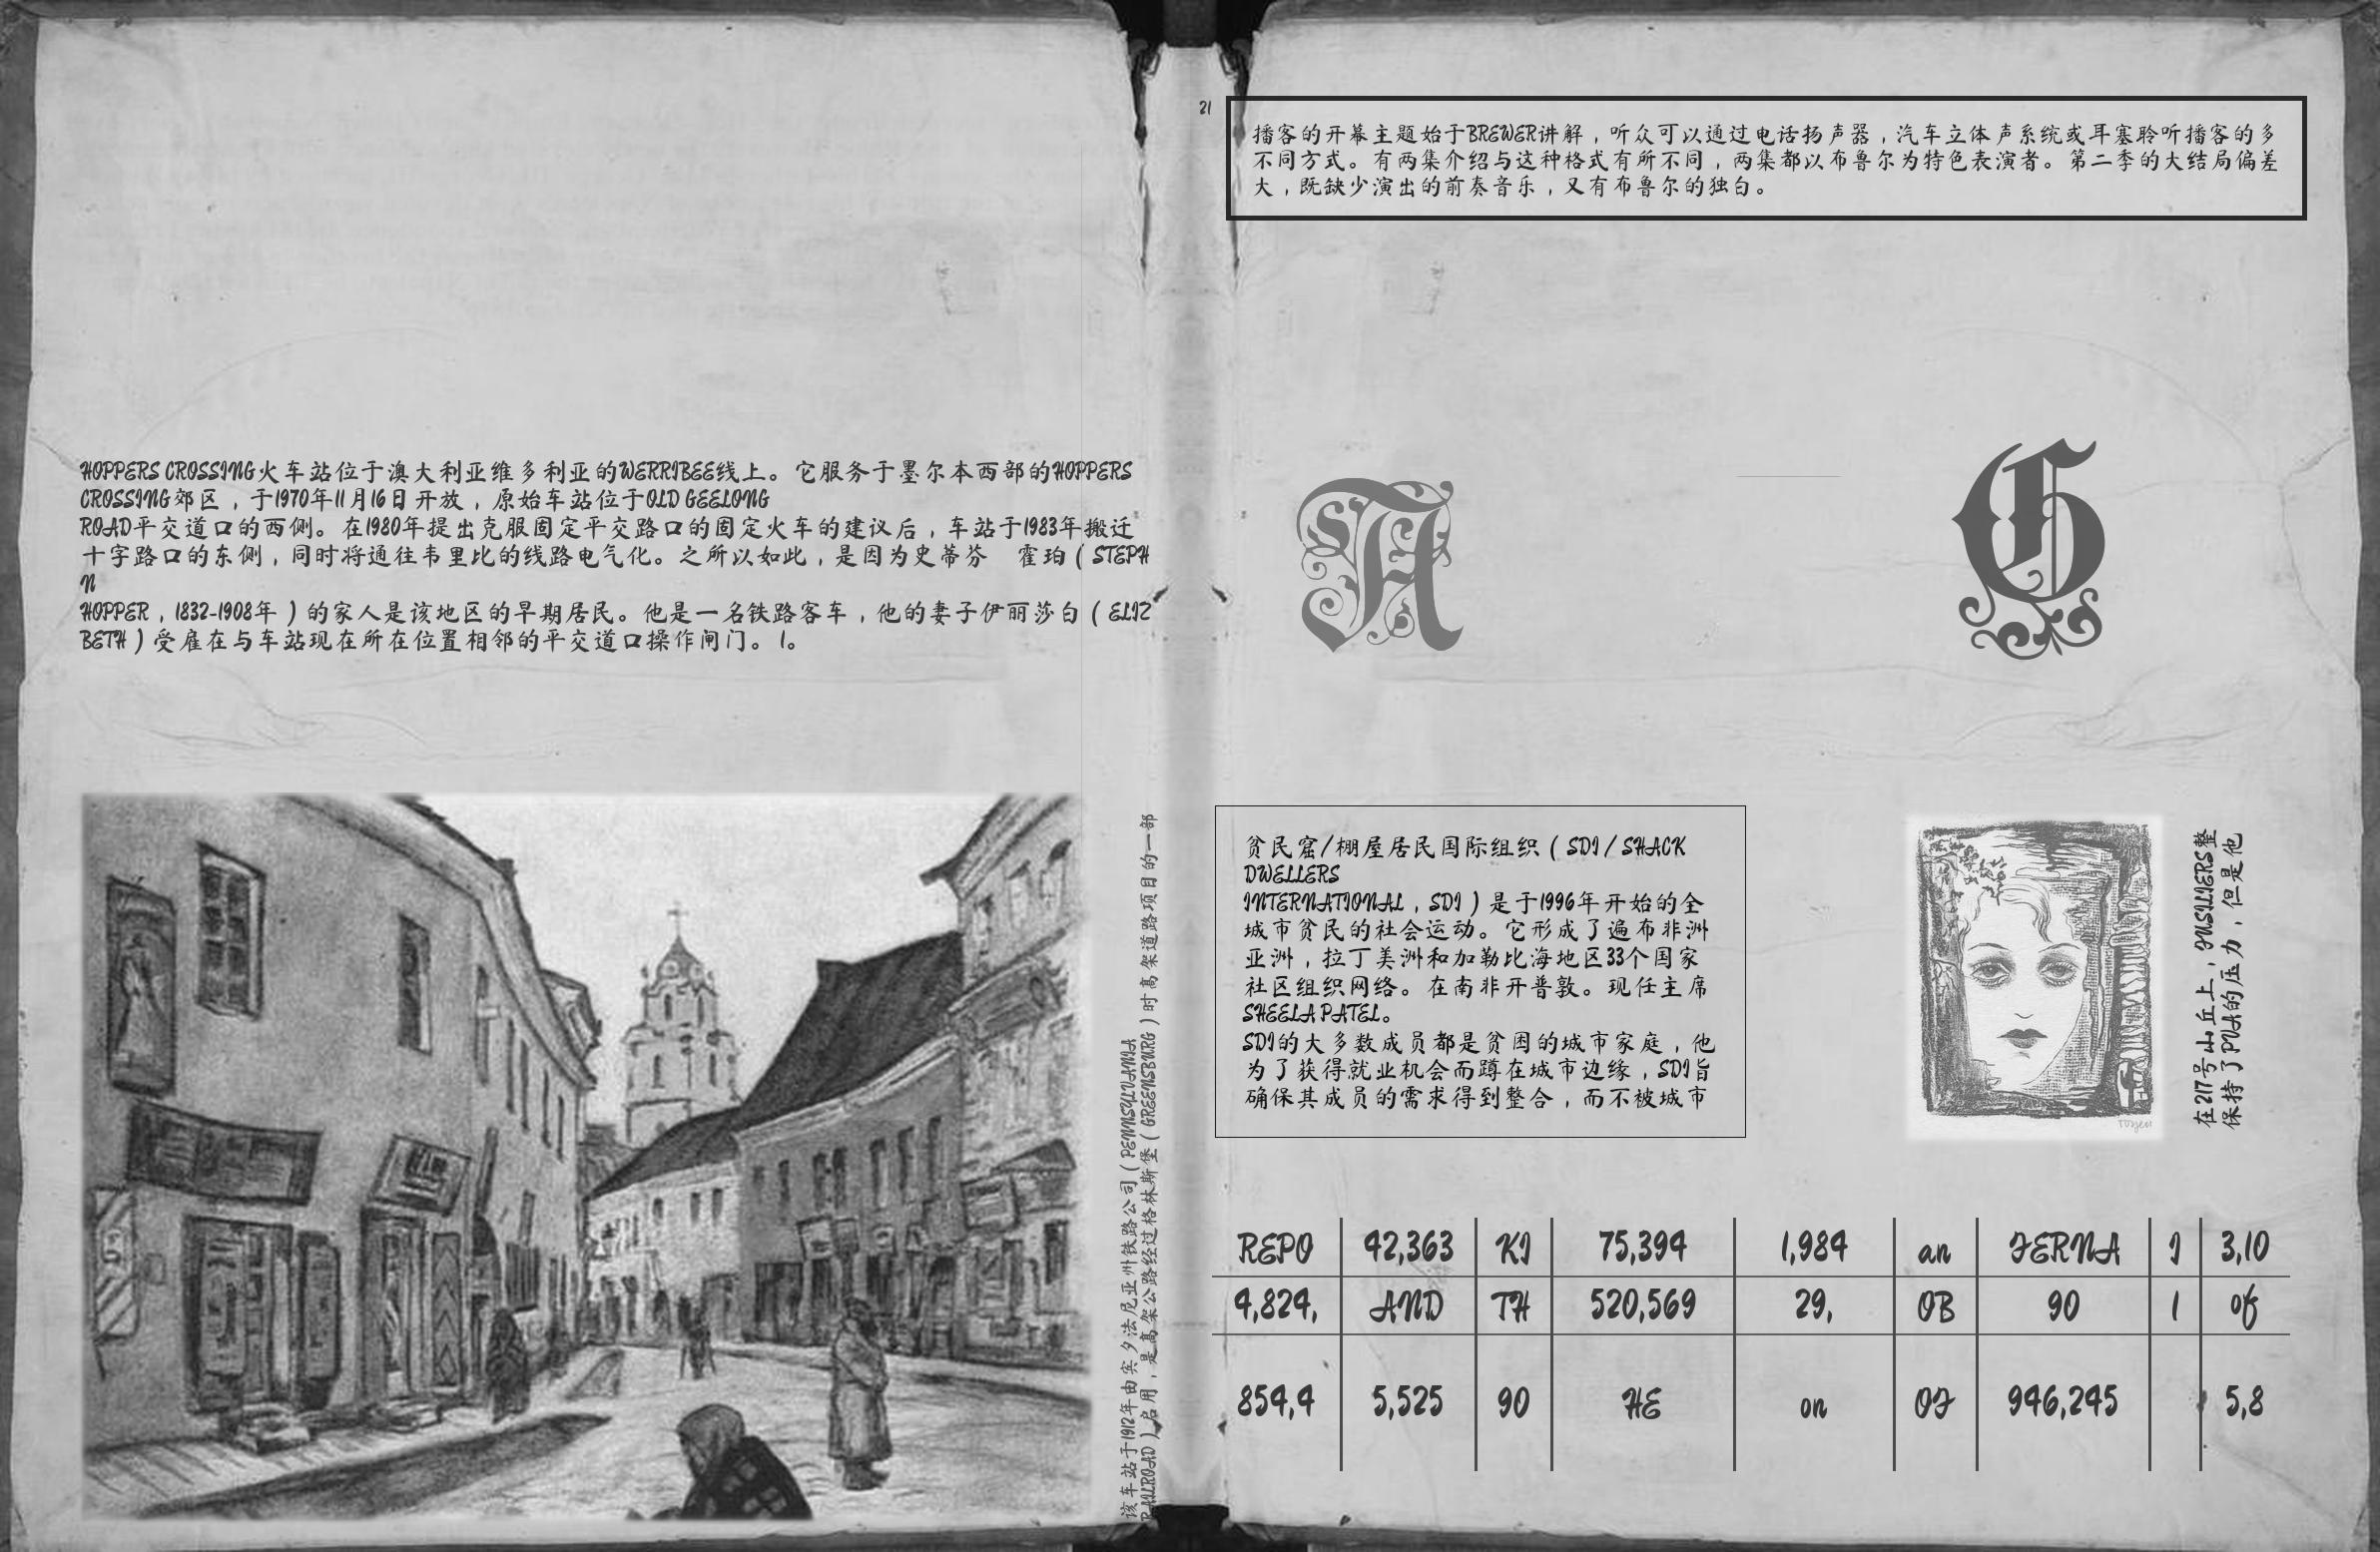 HOPPERS CROSSING火车站位于澳大利亚维多利亚的WERRIBEE线上。它服务于墨尔本西部的HOPPERS
CROSSING郊区，于1970年11月16日开放，原始车站位于OLD GEELONG
ROAD平交道口的西侧。在1980年提出克服固定平交路口的固定火车的建议后，车站于1983年搬迁
十字路口的东侧，同时将通往韦里比的线路电气化。之所以如此，是因为史蒂芬　霍珀（STEPH
N
HOPPER，1832-1908年）的家人是该地区的早期居民。他是一名铁路客车，他的妻子伊丽莎白（ELIZ
BETH）受雇在与车站现在所在位置相邻的平交道口操作闸门。1。
该车站于1912年由宾夕法尼亚州铁路公司（PENNSYLVANIA
RAILROAD）启用，是高架公路经过格林斯堡（GREENSBURG）时高架道路项目的一部
21
播客的开幕主题始于BREWER讲解，听众可以通过电话扬声器，汽车立体声系统或耳塞聆听播客的多
不同方式。有两集介绍与这种格式有所不同，两集都以布鲁尔为特色表演者。第二季的大结局偏差
大，既缺少演出的前奏音乐，又有布鲁尔的独白。
A
G
贫民窟/棚屋居民国际组织（SDI/SHACK
DWELLERS
INTERNATIONAL，SDI）是于1996年开始的全
城市贫民的社会运动。它形成了遍布非洲
亚洲，拉丁美洲和加勒比海地区33个国家
社区组织网络。在南非开普敦。现任主席
SHEELA PATEL。
SDI的大多数成员都是贫困的城市家庭，他
为了获得就业机会而蹲在城市边缘，SDI旨
确保其成员的需求得到整合，而不被城市
在217号山丘上，FUSILIERS整
保持了PVA的压力，但是他
REPO 42,363 KI 75,394 1,984 an FERNA I 3,10
4,824, AND TH 520,569 29, OB 90 1 of
854,4 5,525 90 HE on OF 946,245 5,8